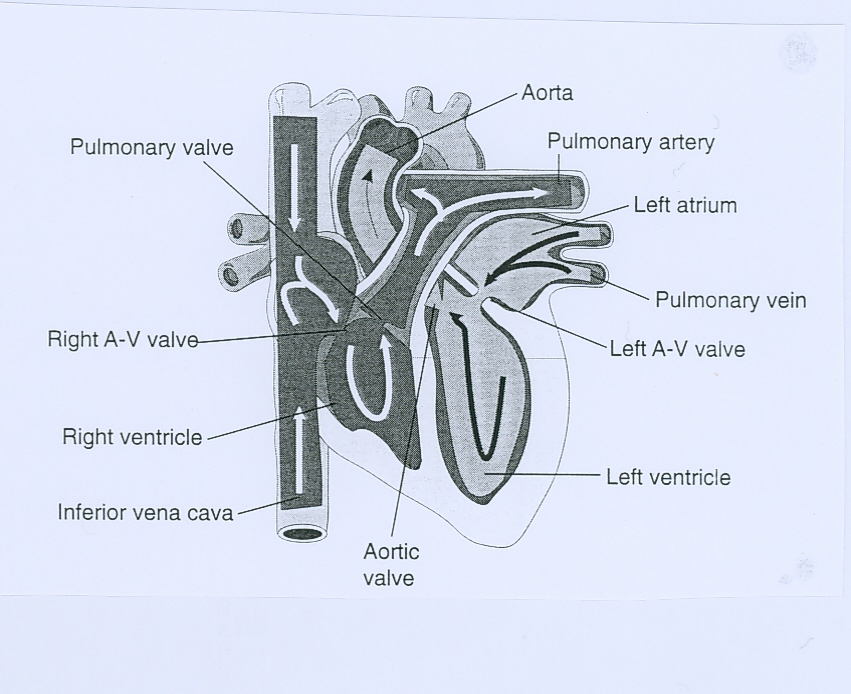 Aorta
Pulmonary artery
Pulmonary valve
Left atrium
Pulmonary vein
Right A-V valve
Left A-V valve
Right ventricle
Left ventricle
Inferior vena cava
Aortic
valve